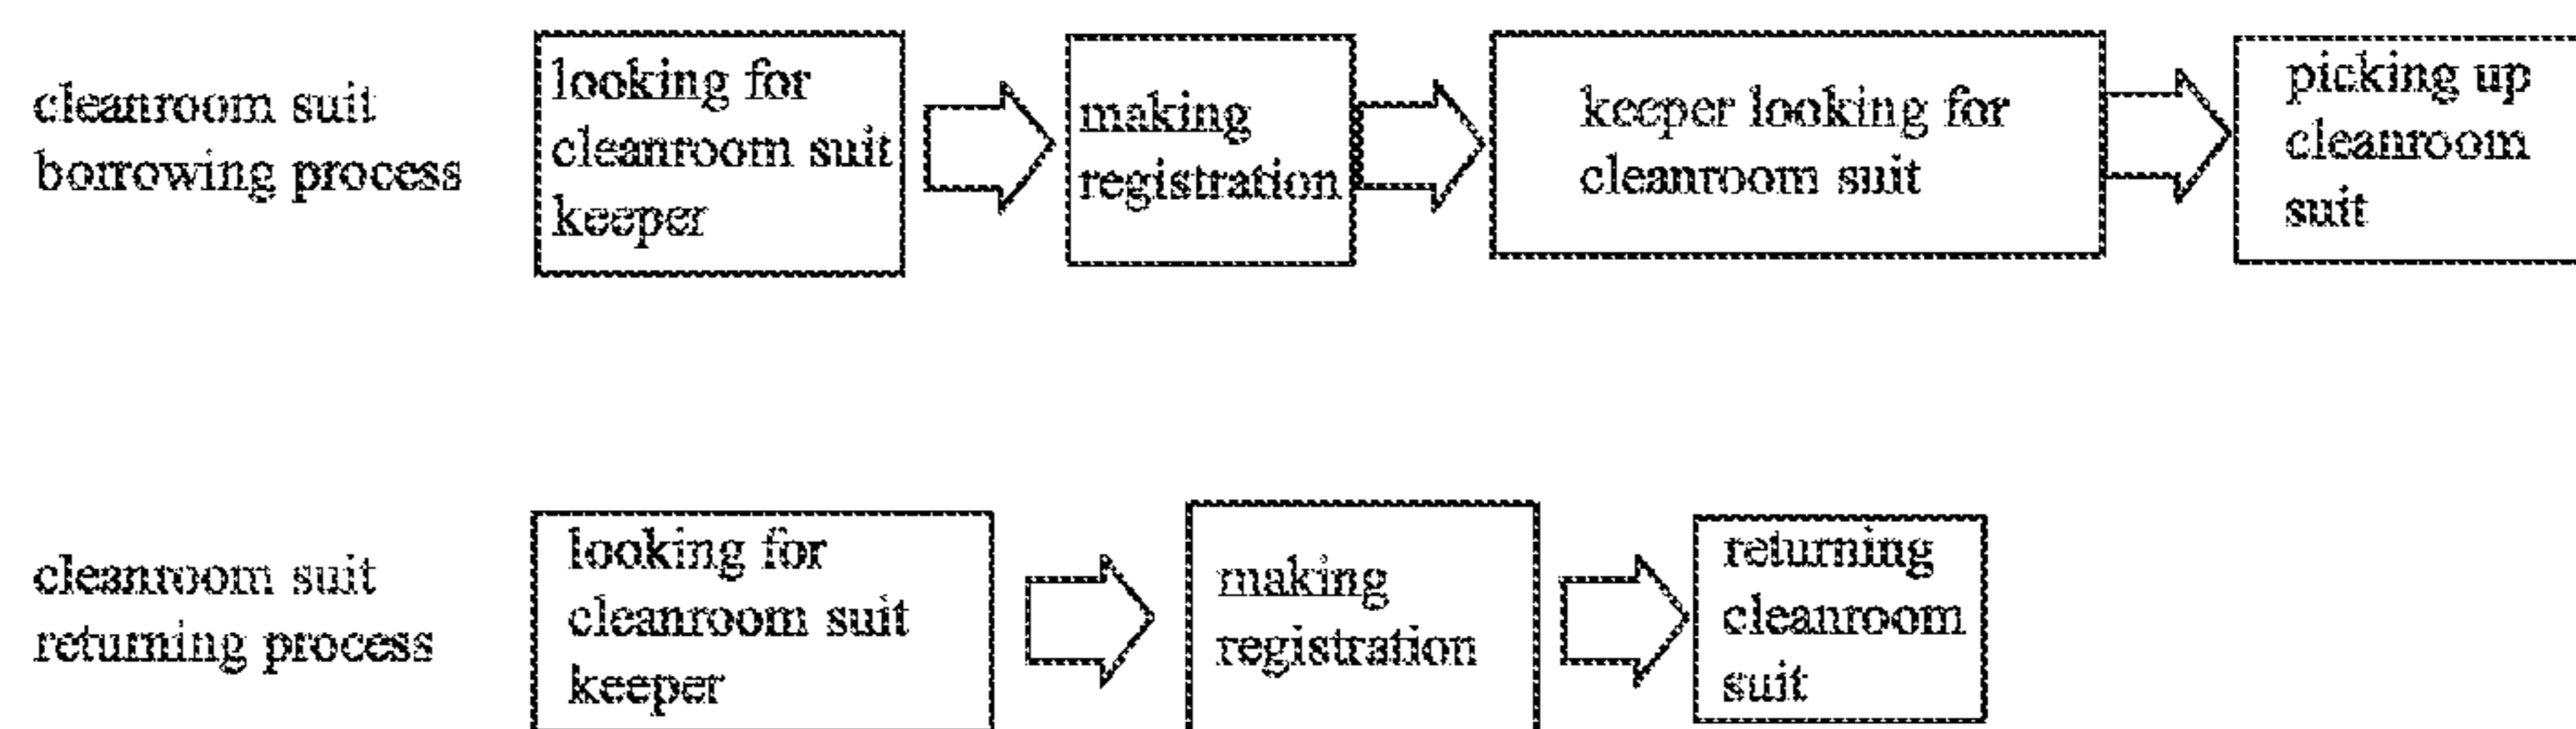 cleanroom suit
borrowing process
looking for
cleanroom suit
keeper
making
registration
keeper looking for
cleanroom suit
picking up
cleanroom
suit
cleanroom suit
returning process
looking for
cleanroom suit
keeper
making
registration
returning
cleanroom
suit